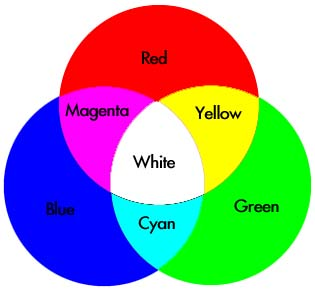 Red
Magenta
Yellow
White
Blue
Green
Cyan